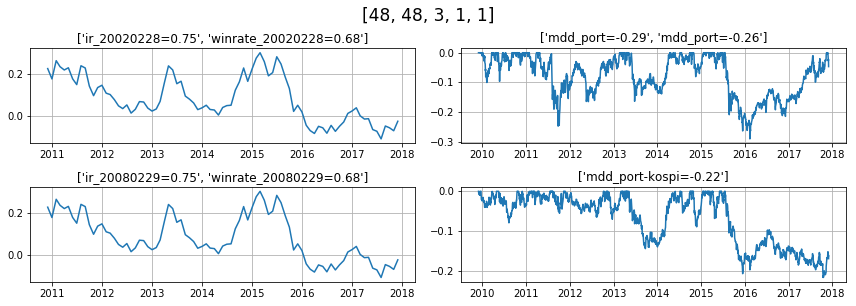 [48, 48, 3, 1, 1]
['ir_20020228=0.75', 'winrate_20020228=0.68']
0.2
0.0
2011 2012 2013 2014 2015 2016 2017 2018
['mdd_port=-0.29', 'mdd_port=-0.26']
0.0
−0.1
−0.2
−0.3
2010 2011 2012 2013 2014 2015 2016 2017 2018
['ir_20080229=0.75', 'winrate_20080229=0.68']
0.2
0.0
2011 2012 2013 2014 2015 2016 2017 2018
['mdd_port-kospi=-0.22']
0.0
−0.1
−0.2
2010 2011 2012 2013 2014 2015 2016 2017 2018